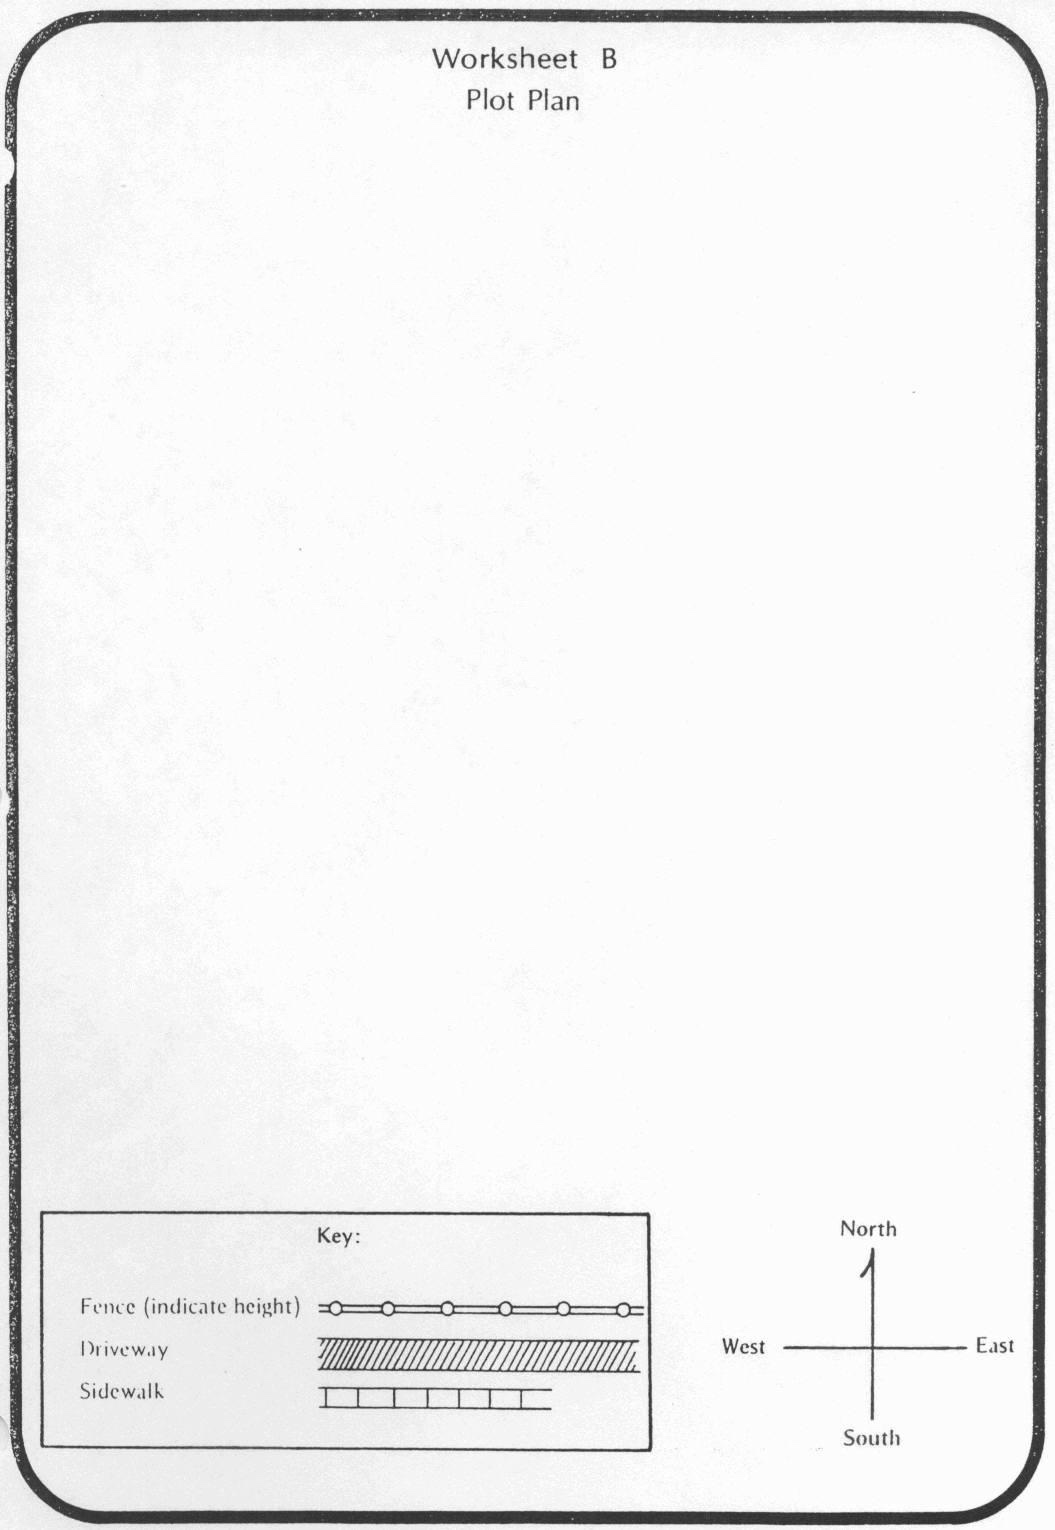 Worksheet B
Plot Plan
Key:
Fence (indicate height)
Driveway
Sidewalk
North
West
East
South